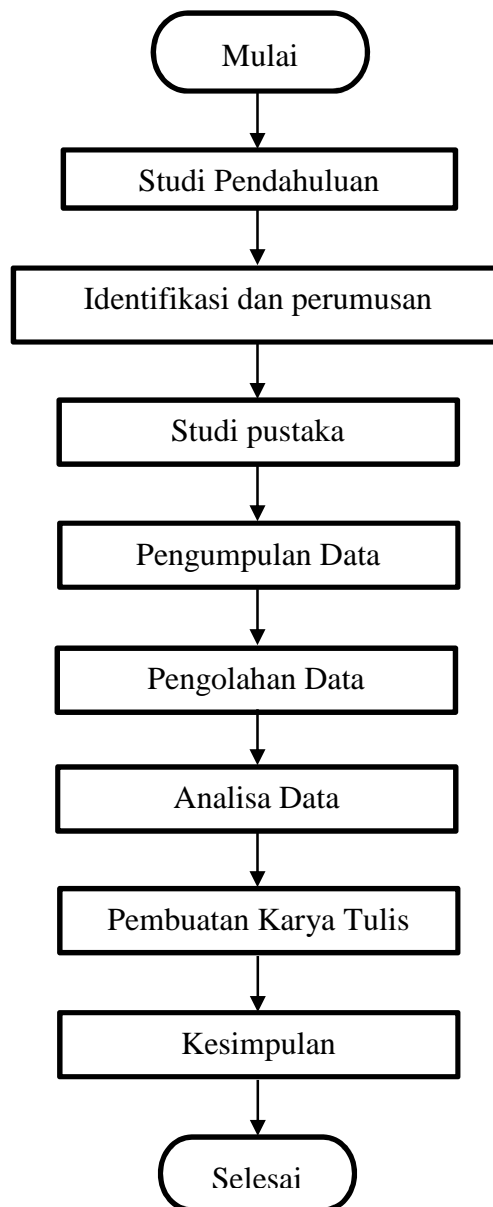 Mulai
Studi Pendahuluan
Identifikasi dan perumusan
Studi pustaka
Pengumpulan Data
Pengolahan Data
Analisa Data
Pembuatan Karya Tulis
Kesimpulan
Selesai